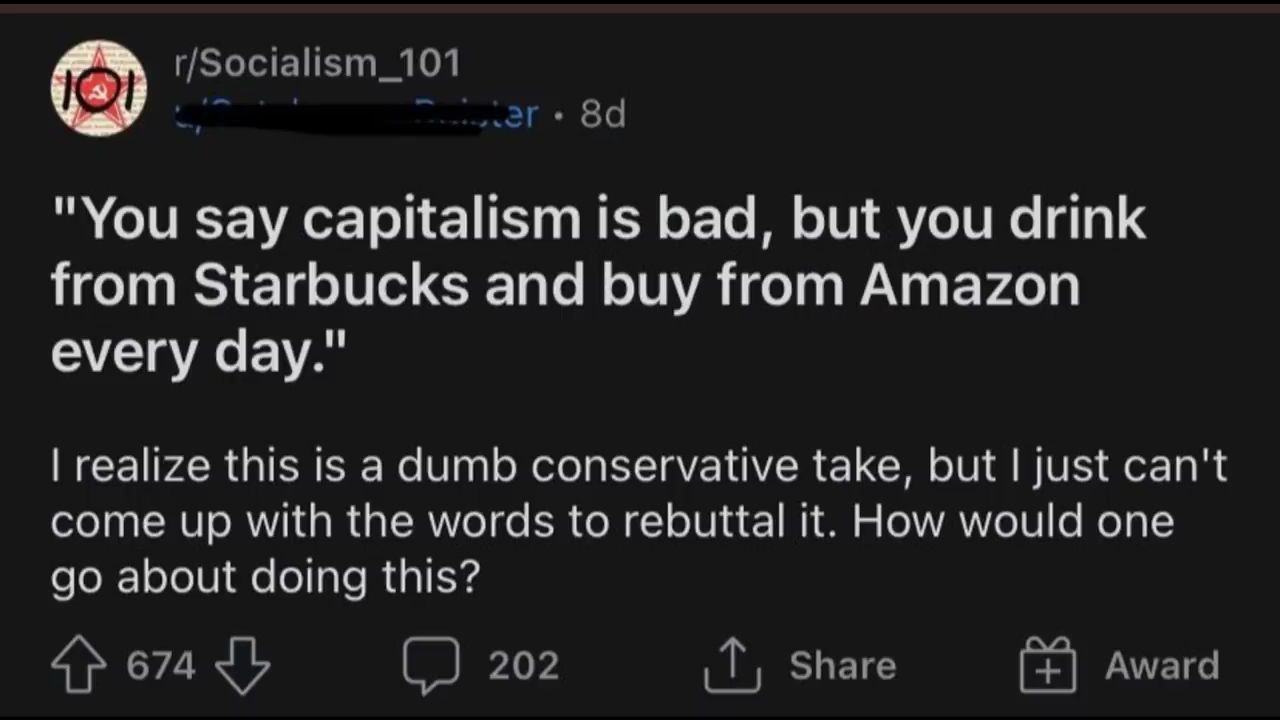 101
r/Socialism_101
er • 8d
"You say capitalism is bad, but you drink
from Starbucks and buy from Amazon
every day."
I realize this is a dumb conservative take, but I just can't
come up with the words to rebuttal it. How would one
go about doing this?
674
202
Share
Award